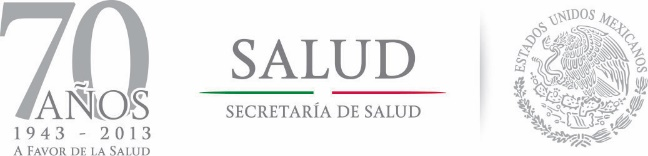 70
AÑOS
1943 - 2013
A FAVOR DE LA SALUD
SALUD
SECRETARÍA DE SALUD
ESTADOS UNIDOS MEXICANOS